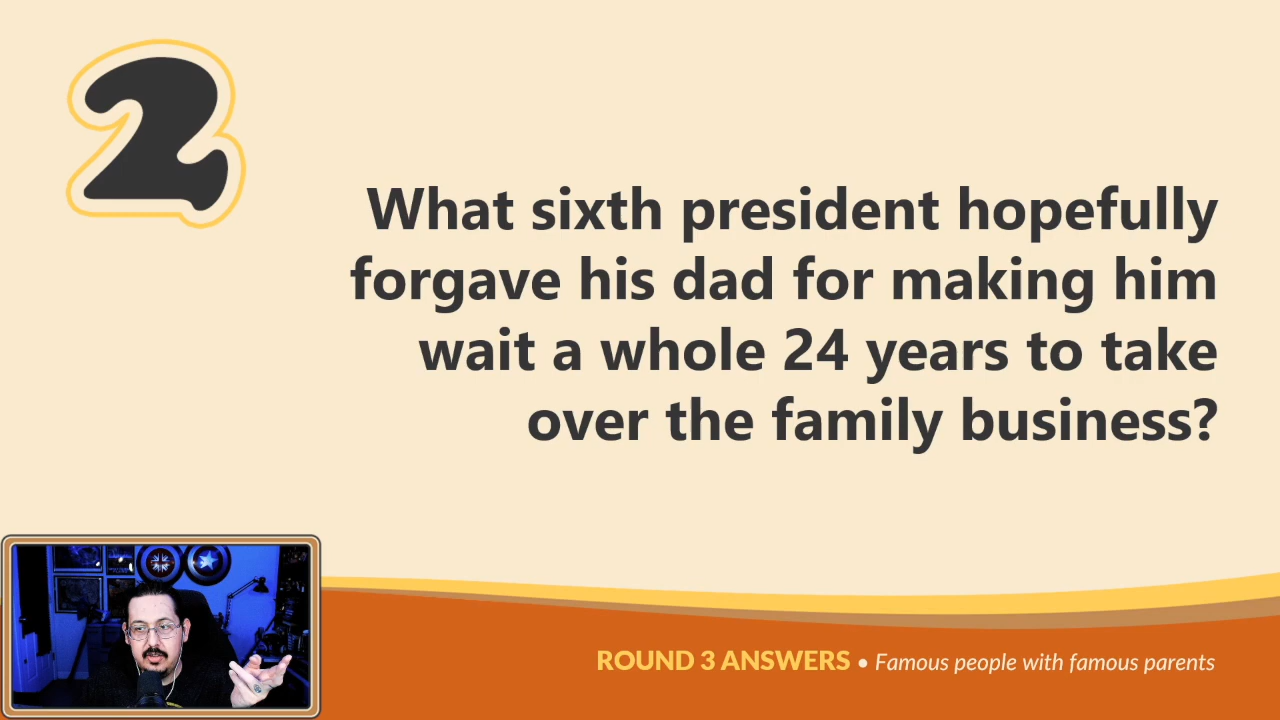 2
What sixth president hopefully
forgave his dad for making him
wait a whole 24 years to take
over the family business?
ROUND 3 ANSWERS • Famous people with famous parents